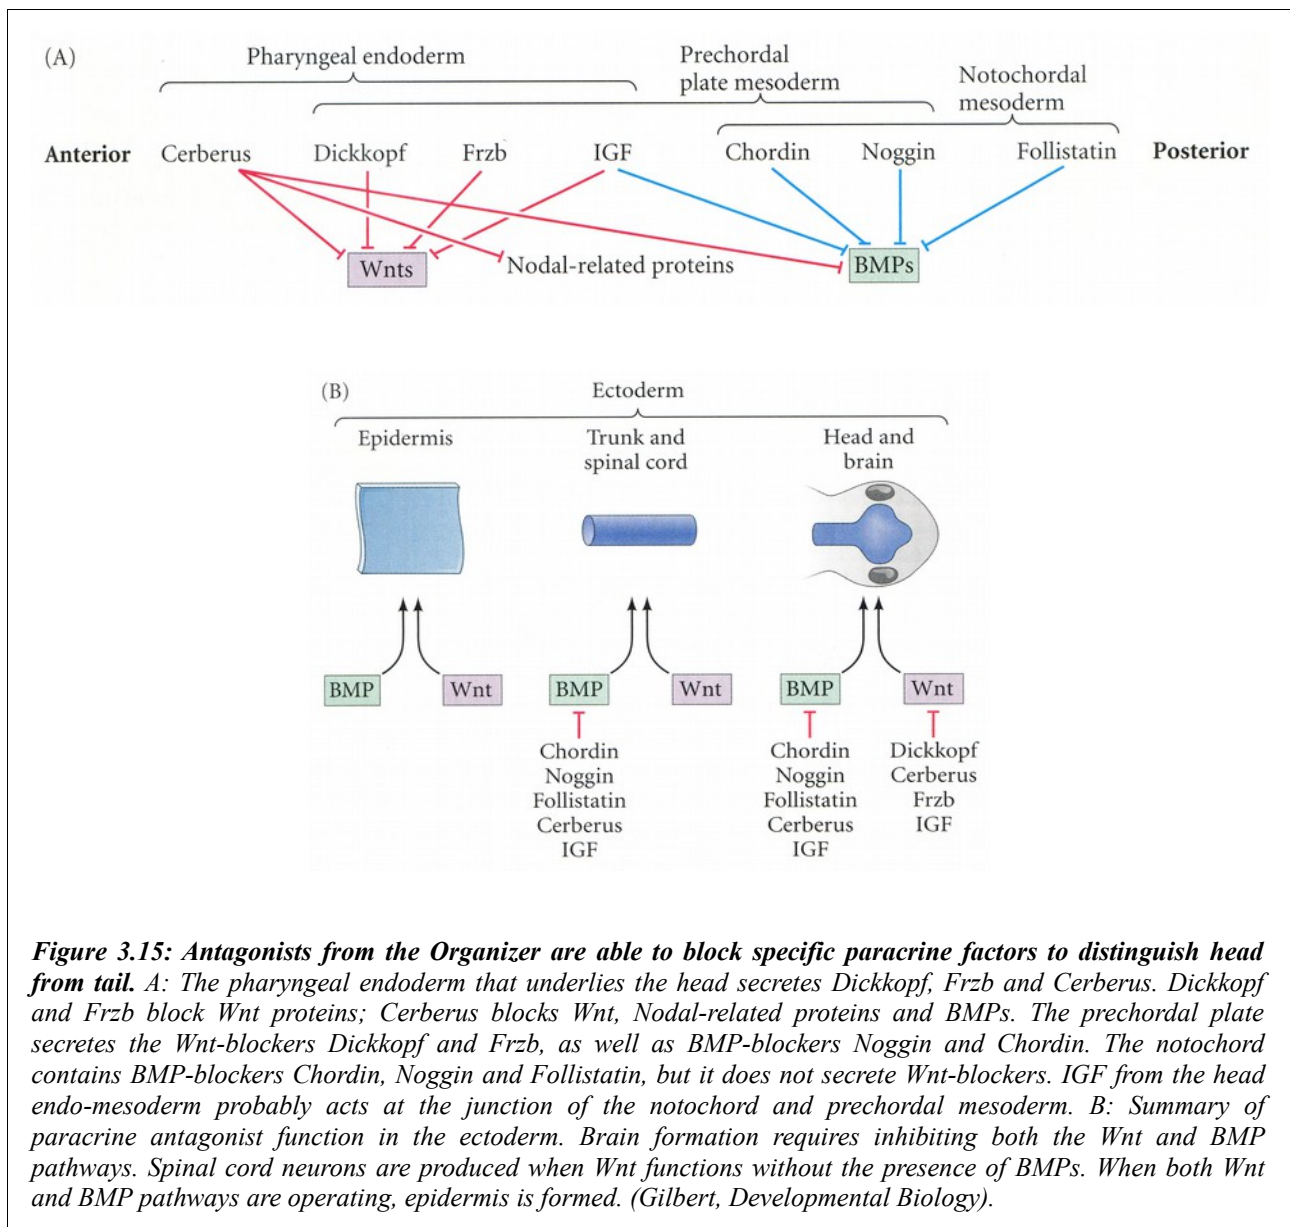 (A)
Pharyngeal endoderm
Prechordal
plate mesoderm
Notochordal
mesoderm
Anterior Cerberus Dickkopf Frzb IGF Chordin Noggin Follistatin Posterior
Wnts Nodal-related proteins BMPs
(B)
Ectoderm
Epidermis
Trunk and
spinal cord
Head and
brain
BMP Wnt BMP Wnt BMP Wnt
Chordin
Noggin
Follistatin
Cerberus
IGF
Chordin
Noggin
Follistatin
Cerberus
IGF
Dickkopf
Cerberus
Frzb
IGF
Figure 3.15: Antagonists from the Organizer are able to block specific paracrine factors to distinguish head
from tail. A: The pharyngeal endoderm that underlies the head secretes Dickkopf, Frzb and Cerberus. Dickkopf
and Frzb block Wnt proteins; Cerberus blocks Wnt, Nodal-related proteins and BMPs. The prechordal plate
secretes the Wnt-blockers Dickkopf and Frzb, as well as BMP-blockers Noggin and Chordin. The notochord
contains BMP-blockers Chordin, Noggin and Follistatin, but it does not secrete Wnt-blockers. IGF from the head
endo-mesoderm probably acts at the junction of the notochord and prechordal mesoderm. B: Summary of
paracrine antagonist function in the ectoderm. Brain formation requires inhibiting both the Wnt and BMP
pathways. Spinal cord neurons are produced when Wnt functions without the presence of BMPs. When both Wnt
and BMP pathways are operating, epidermis is formed. (Gilbert, Developmental Biology).